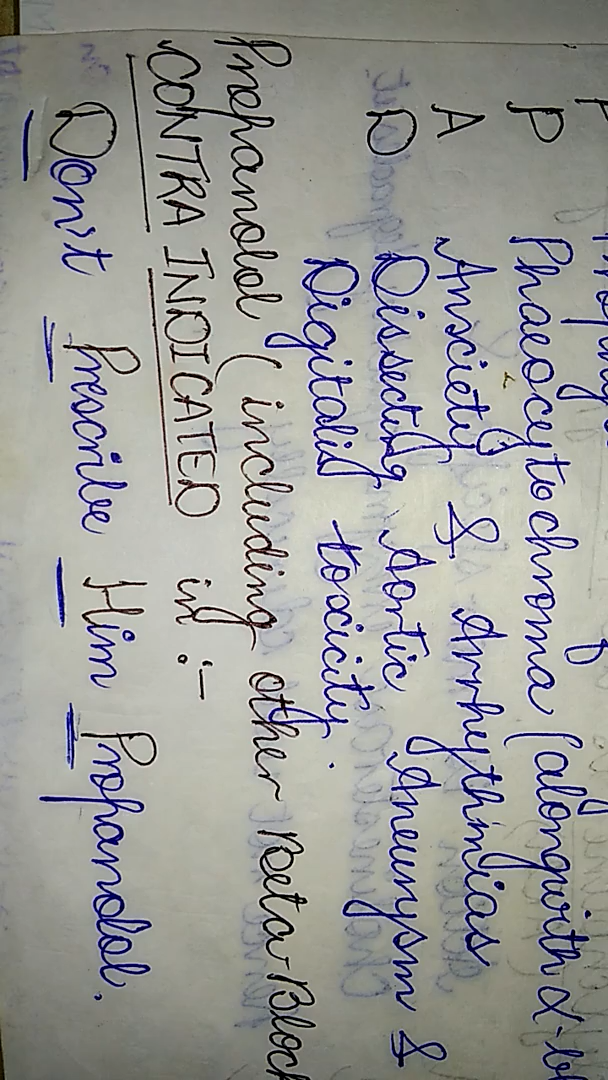 P Phaeocytochroma (alongwith α-bl
A Anxiety & Arrhythmias
D Dissecting Aortic Aneurysm &
Digitalis toxicity.
Propanolol (including other Beta-Block
CONTRA INDICATED in :-
Don't Prescribe Him Propanolol.